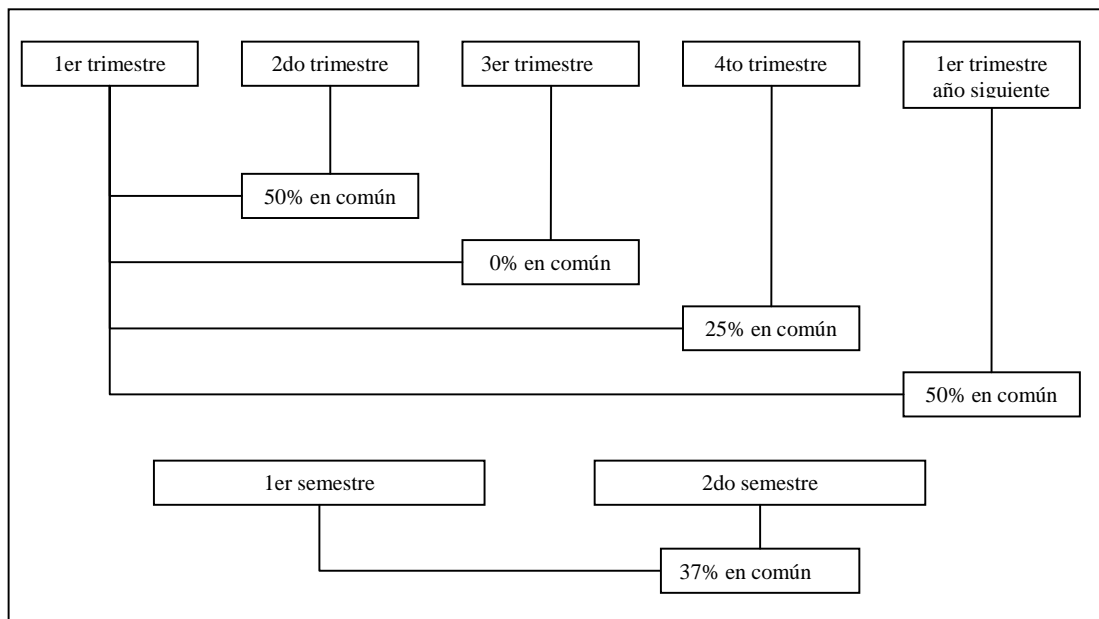 1er trimestre
2do trimestre
3er trimestre
4to trimestre
1er trimestre
año siguiente
50% en común
0% en común
25% en común
50% en común
1er semestre
2do semestre
37% en común